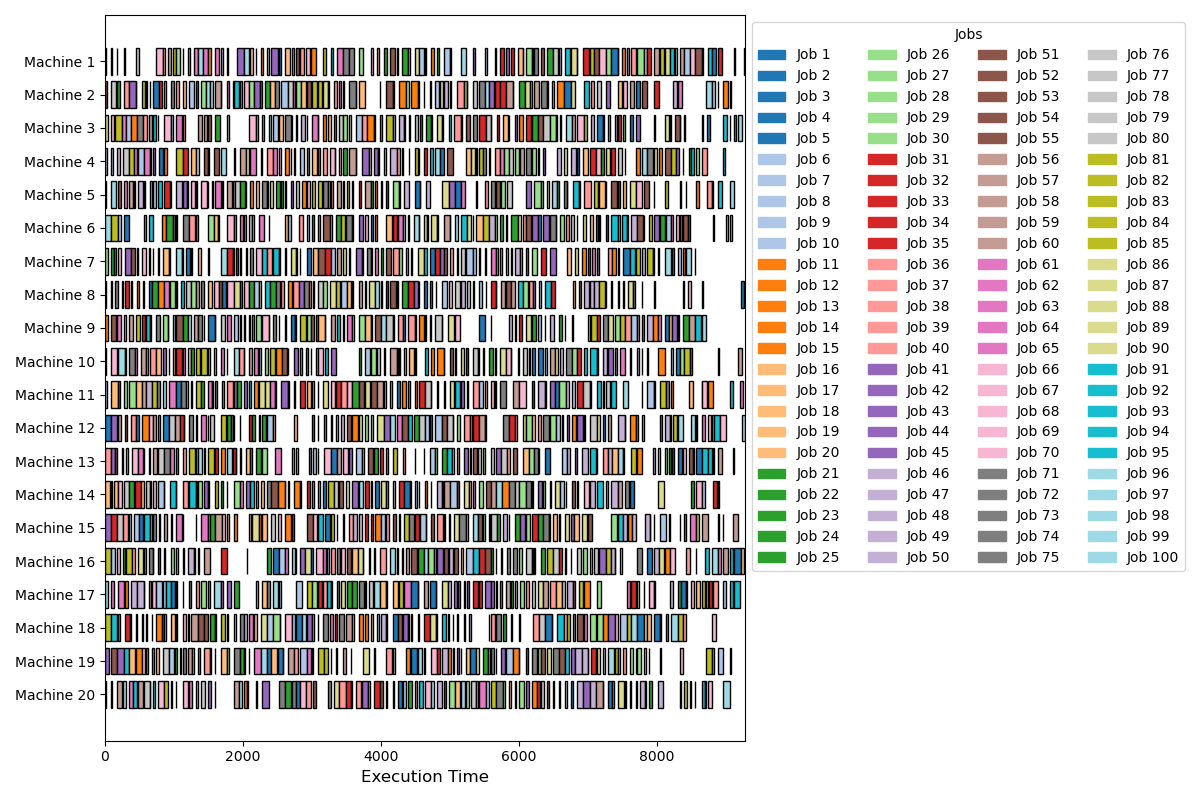 Machine 1
Machine 2
Machine 3
Machine 4
Machine 5
Machine 6
Machine 7
Machine 8
Machine 9
Machine 10
Machine 11
Machine 12
Machine 13
Machine 14
Machine 15
Machine 16
Machine 17
Machine 18
Machine 19
Machine 20
0 2000 4000 6000 8000
Execution Time
Jobs
Job 1 Job 26 Job 51 Job 76
Job 2 Job 27 Job 52 Job 77
Job 3 Job 28 Job 53 Job 78
Job 4 Job 29 Job 54 Job 79
Job 5 Job 30 Job 55 Job 80
Job 6 Job 31 Job 56 Job 81
Job 7 Job 32 Job 57 Job 82
Job 8 Job 33 Job 58 Job 83
Job 9 Job 34 Job 59 Job 84
Job 10 Job 35 Job 60 Job 85
Job 11 Job 36 Job 61 Job 86
Job 12 Job 37 Job 62 Job 87
Job 13 Job 38 Job 63 Job 88
Job 14 Job 39 Job 64 Job 89
Job 15 Job 40 Job 65 Job 90
Job 16 Job 41 Job 66 Job 91
Job 17 Job 42 Job 67 Job 92
Job 18 Job 43 Job 68 Job 93
Job 19 Job 44 Job 69 Job 94
Job 20 Job 45 Job 70 Job 95
Job 21 Job 46 Job 71 Job 96
Job 22 Job 47 Job 72 Job 97
Job 23 Job 48 Job 73 Job 98
Job 24 Job 49 Job 74 Job 99
Job 25 Job 50 Job 75 Job 100